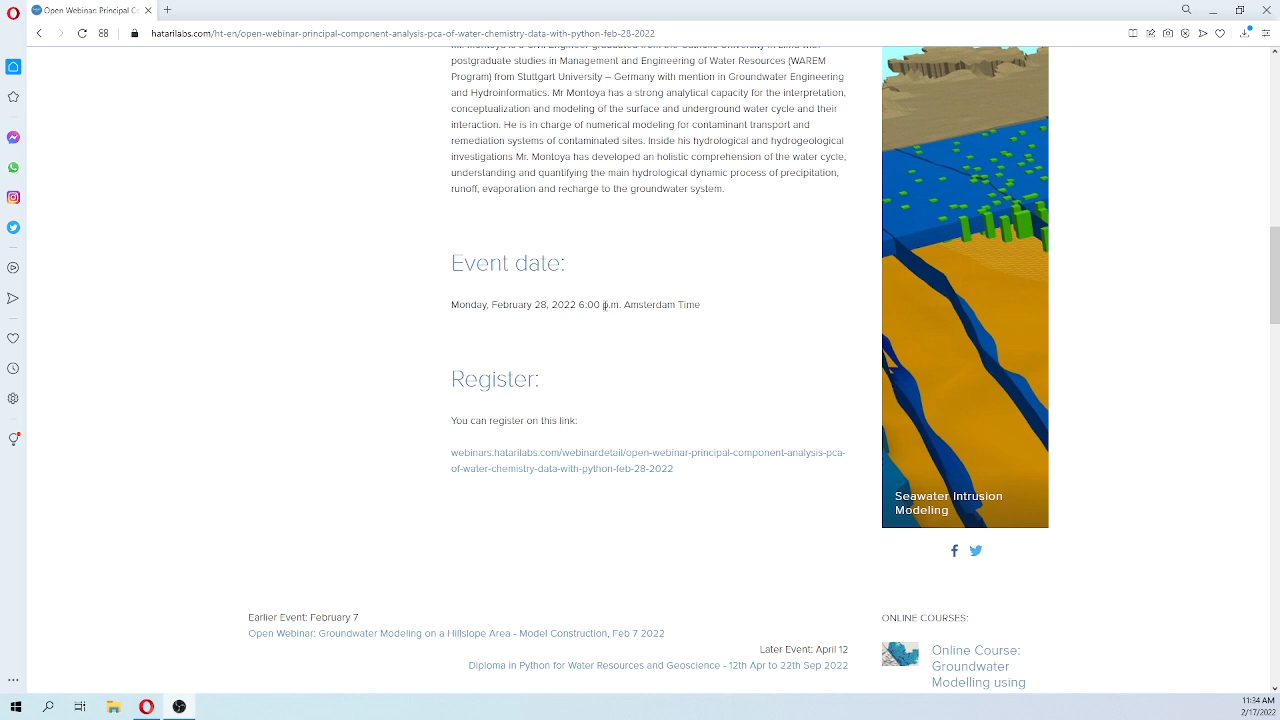 Open Webinar: Principal Co
hatarilabs.com/ht-en/open-webinar-principal-component-analysis-pca-of-water-chemistry-data-with-python-feb-28-2022
postgraduate studies in Management and Engineering of Water Resources (WAREM
Program) from Stuttgart University – Germany with mention in Groundwater Engineering
and Hydroinformatics. Mr Montoya has a strong analytical capacity for the interpretation,
conceptualization and modeling of the surface and underground water cycle and their
interaction. He is in charge of numerical modeling for contaminant transport and
remediation systems of contaminated sites. Inside his hydrological and hydrogeological
investigations Mr. Montoya has developed an holistic comprehension of the water cycle,
understanding and quantifying the main hydrological dynamic process of precipitation,
runoff, evaporation and recharge to the groundwater system.
Event date:
Monday, February 28, 2022 6:00 p.m. Amsterdam Time
Register:
You can register on this link:
webinars.hatarilabs.com/webinardetail/open-webinar-principal-component-analysis-pca-
of-water-chemistry-data-with-python-feb-28-2022
Seawater Intrusion
Modeling
Earlier Event: February 7
Open Webinar: Groundwater Modeling on a Hillslope Area - Model Construction, Feb 7 2022
Later Event: April 12
Diploma in Python for Water Resources and Geoscience - 12th Apr to 22th Sep 2022
ONLINE COURSES:
Online Course:
Groundwater
Modelling using
11:34 AM
2/17/2022